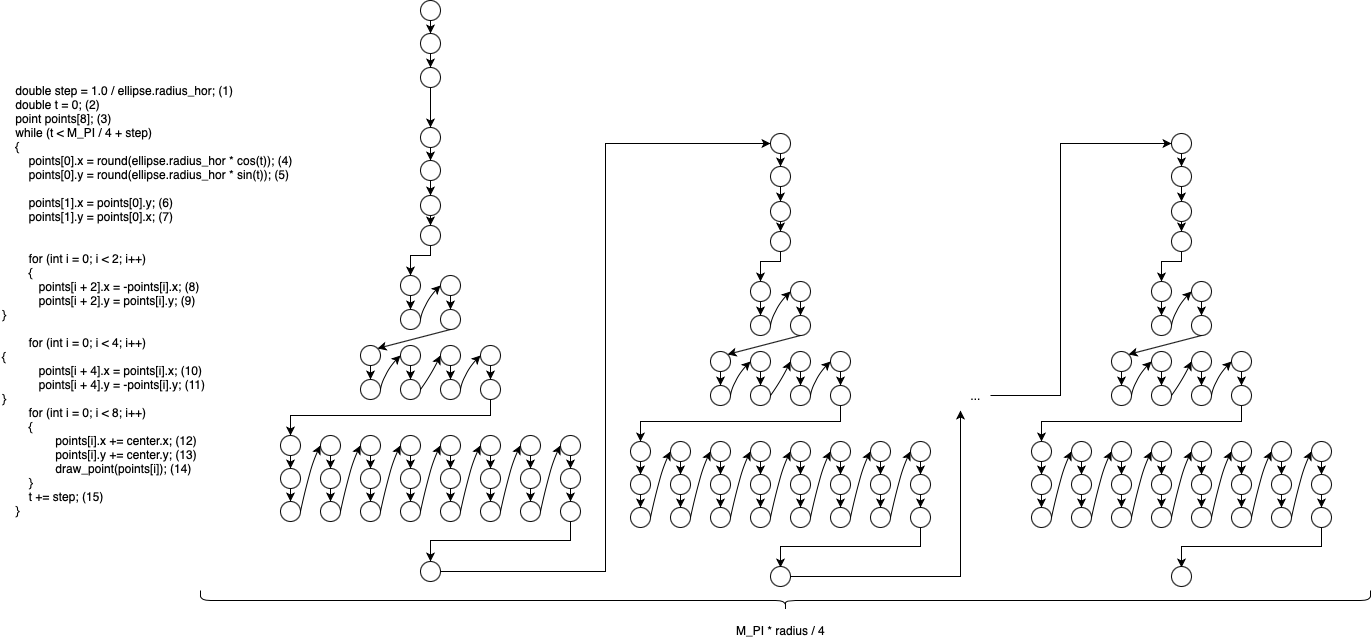 double step = 1.0 / ellipse.radius_hor; (1)
double t = 0; (2)
point points[8]; (3)
while (t < M_PI / 4 + step)
{
points[0].x = round(ellipse.radius_hor * cos(t)); (4)
points[0].y = round(ellipse.radius_hor * sin(t)); (5)
points[1].x = points[0].y; (6)
points[1].y = points[0].x; (7)
for (int i = 0; i < 2; i++)
{
points[i + 2].x = -points[i].x; (8)
points[i + 2].y = points[i].y; (9)
}
for (int i = 0; i < 4; i++)
{
points[i + 4].x = points[i].x; (10)
points[i + 4].y = -points[i].y; (11)
}
for (int i = 0; i < 8; i++)
{
points[i].x += center.x; (12)
points[i].y += center.y; (13)
draw_point(points[i]); (14)
}
t += step; (15)
}
...
M_PI * radius / 4